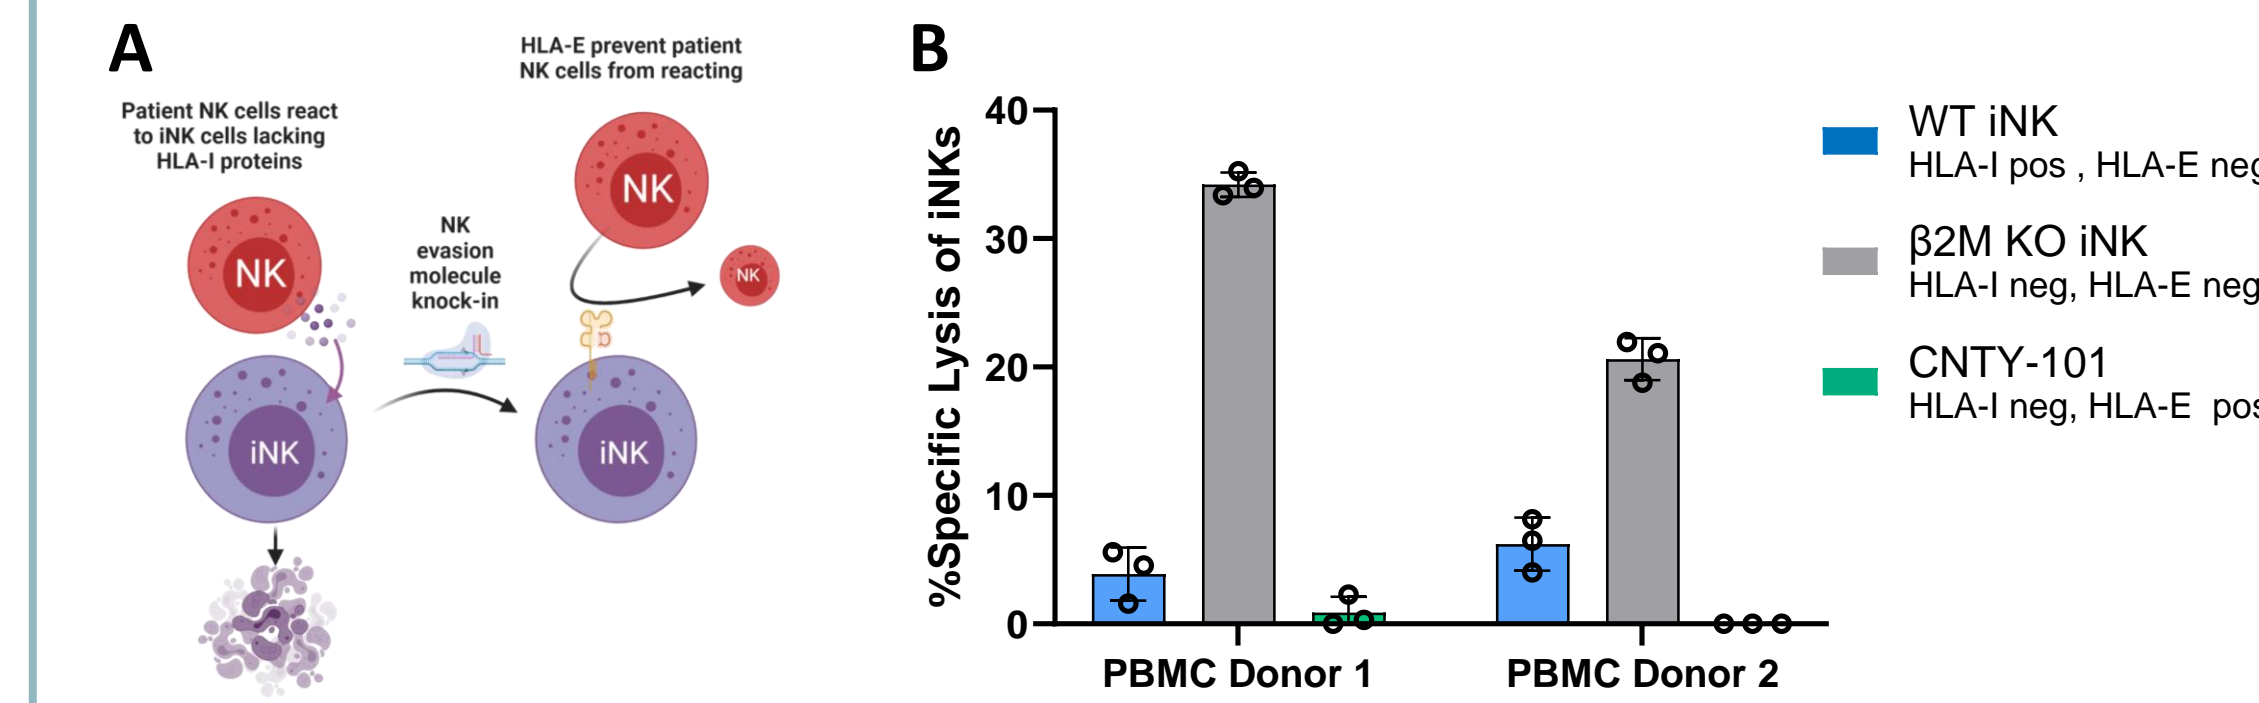 A
Patient NK cells react
to iNK cells lacking
HLA-I proteins
NK
iNK
NK
evasion
molecule
knock-in
HLA-E prevent patient
NK cells from reacting
NK
NK
iNK
B
%Specific Lysis of iNKs
40
30
20
10
0
PBMC Donor 1
PBMC Donor 2
WT iNK
HLA-I pos , HLA-E neg
β2M KO iNK
HLA-I neg, HLA-E neg
CNTY-101
HLA-I neg, HLA-E  pos